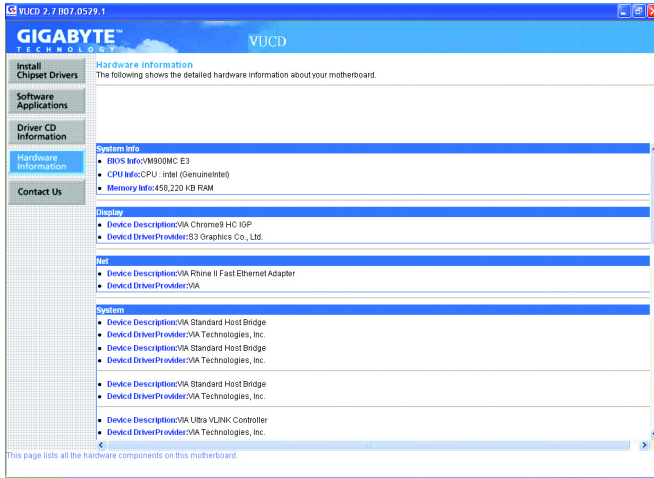 VUCD 2.7 B07.0529.1
GIGABYTE™
TECHNOLOGY
VUCD
Install
Chipset Drivers
Software
Applications
Driver CD
Information
Hardware
Information
Contact Us
Hardware information
The following shows the detailed hardware information about your motherboard.
System Info
BIOS Info:VM900MC E3
CPU Info:CPU : intel (GenuineIntel)
Memory Info:458,220 KB RAM
Display
Device Description:VIA Chrome9 HC IGP
Devicd DriverProvider:S3 Graphics Co., Ltd.
Net
Device Description:VIA Rhine II Fast Ethernet Adapter
Devicd DriverProvider:VIA
System
Device Description:VIA Standard Host Bridge
Devicd DriverProvider:VIA Technologies, Inc.
Device Description:VIA Standard Host Bridge
Devicd DriverProvider:VIA Technologies, Inc.
Device Description:VIA Standard Host Bridge
Devicd DriverProvider:VIA Technologies, Inc.
Device Description:VIA Ultra VLINK Controller
Devicd DriverProvider:VIA Technologies, Inc.
This page lists all the hardware components on this motherboard.